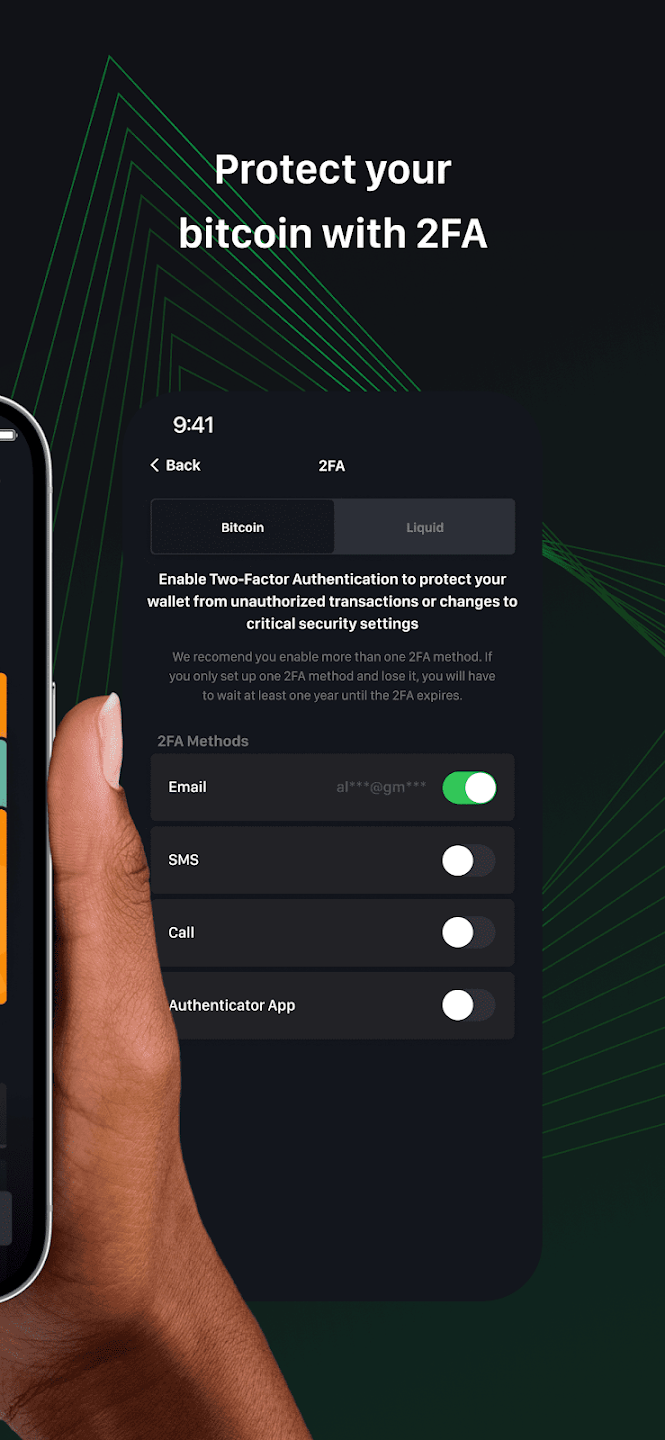 Protect your
bitcoin with 2FA
9:41
Back
2FA
Bitcoin
Liquid
Enable Two-Factor Authentication to protect your
wallet from unauthorized transactions or changes to
critical security settings
We recomend you enable more than one 2FA method. If
you only set up one 2FA method and lose it, you will have
to wait at least one year until the 2FA expires.
2FA Methods
Email al***@gm***
SMS
Call
Authenticator App